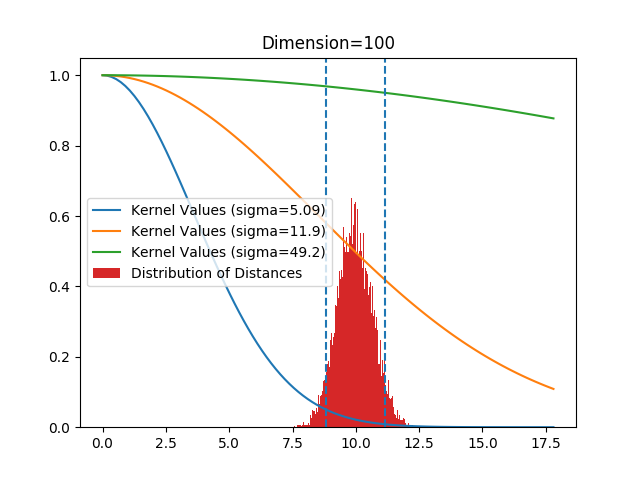 Dimension=100
1.0
0.8
0.6
0.4
0.2
0.0
Kernel Values (sigma=5.09)
Kernel Values (sigma=11.9)
Kernel Values (sigma=49.2)
Distribution of Distances
0.0 2.5 5.0 7.5 10.0 12.5 15.0 17.5